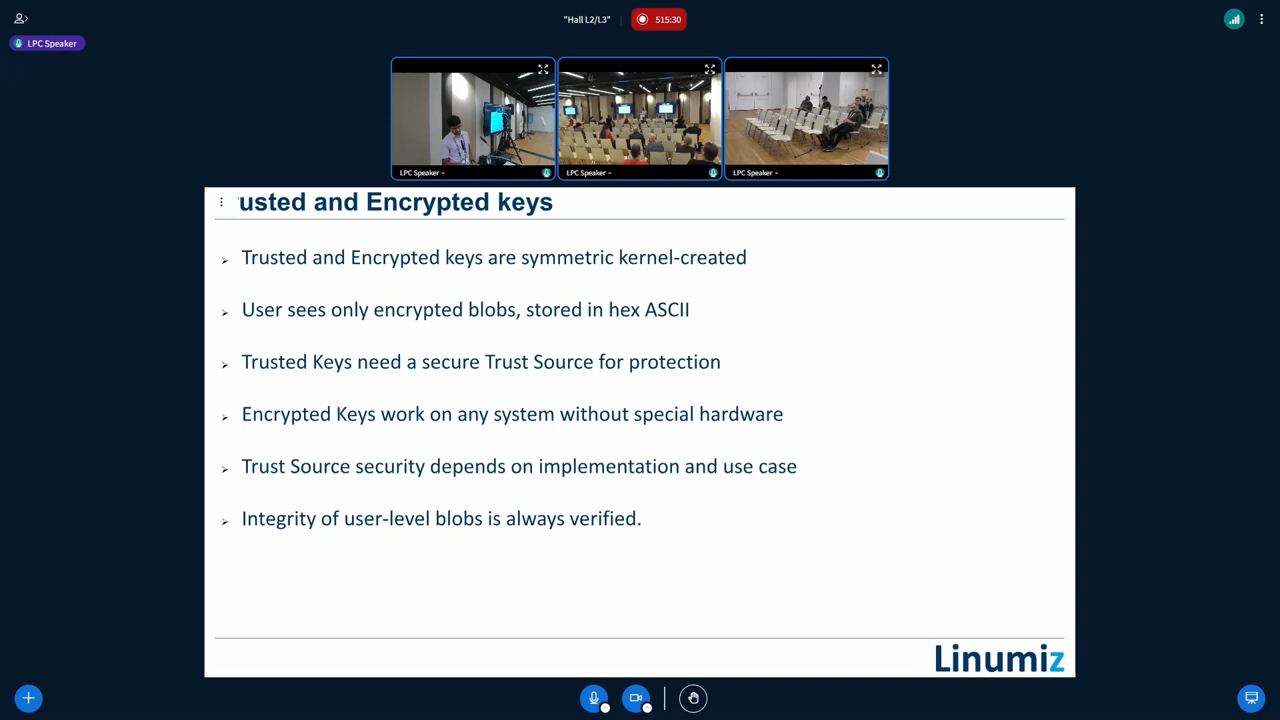 "Hall L2/L3"
515:30
LPC Speaker
LPC Speaker
LPC Speaker
LPC Speaker
usted and Encrypted keys
Trusted and Encrypted keys are symmetric kernel-created
User sees only encrypted blobs, stored in hex ASCII
Trusted Keys need a secure Trust Source for protection
Encrypted Keys work on any system without special hardware
Trust Source security depends on implementation and use case
Integrity of user-level blobs is always verified.
Linumiz